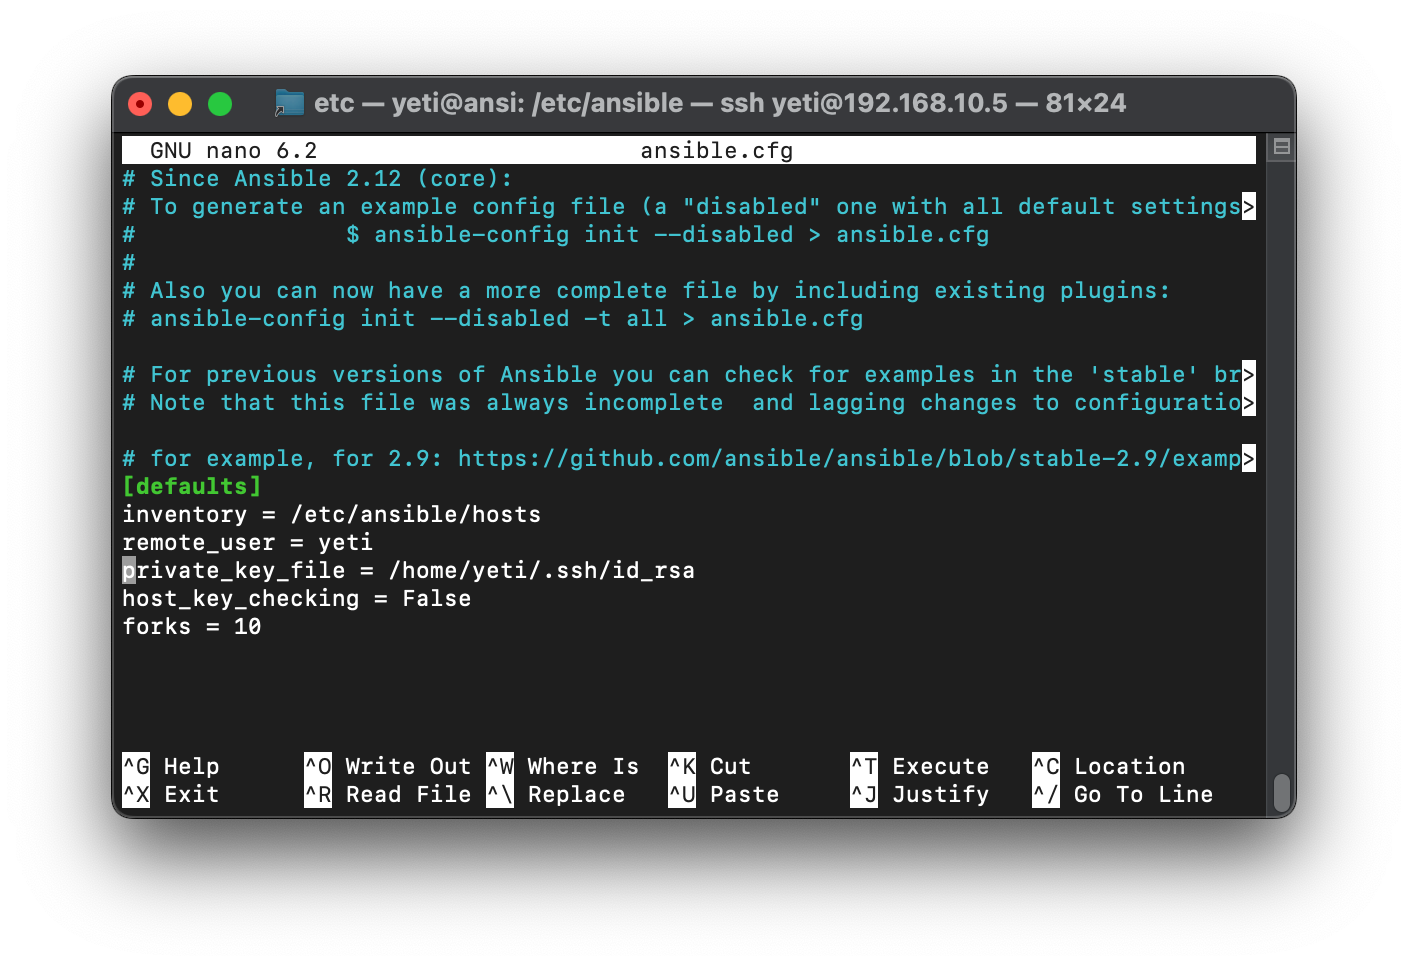 etc — yeti@ansi: /etc/ansible — ssh yeti@192.168.10.5 — 81×24
GNU nano 6.2 ansible.cfg
# Since Ansible 2.12 (core):
# To generate an example config file (a "disabled" one with all default settings>
# $ ansible-config init --disabled > ansible.cfg
#
# Also you can now have a more complete file by including existing plugins:
# ansible-config init --disabled -t all > ansible.cfg
# For previous versions of Ansible you can check for examples in the 'stable' br>
# Note that this file was always incomplete  and lagging changes to configuratio>
# for example, for 2.9: https://github.com/ansible/ansible/blob/stable-2.9/examp>
[defaults]
inventory = /etc/ansible/hosts
remote_user = yeti
private_key_file = /home/yeti/.ssh/id_rsa
host_key_checking = False
forks = 10
^G Help ^O Write Out ^W Where Is ^K Cut ^T Execute ^C Location
^X Exit ^R Read File ^\ Replace ^U Paste ^J Justify ^/ Go To Line